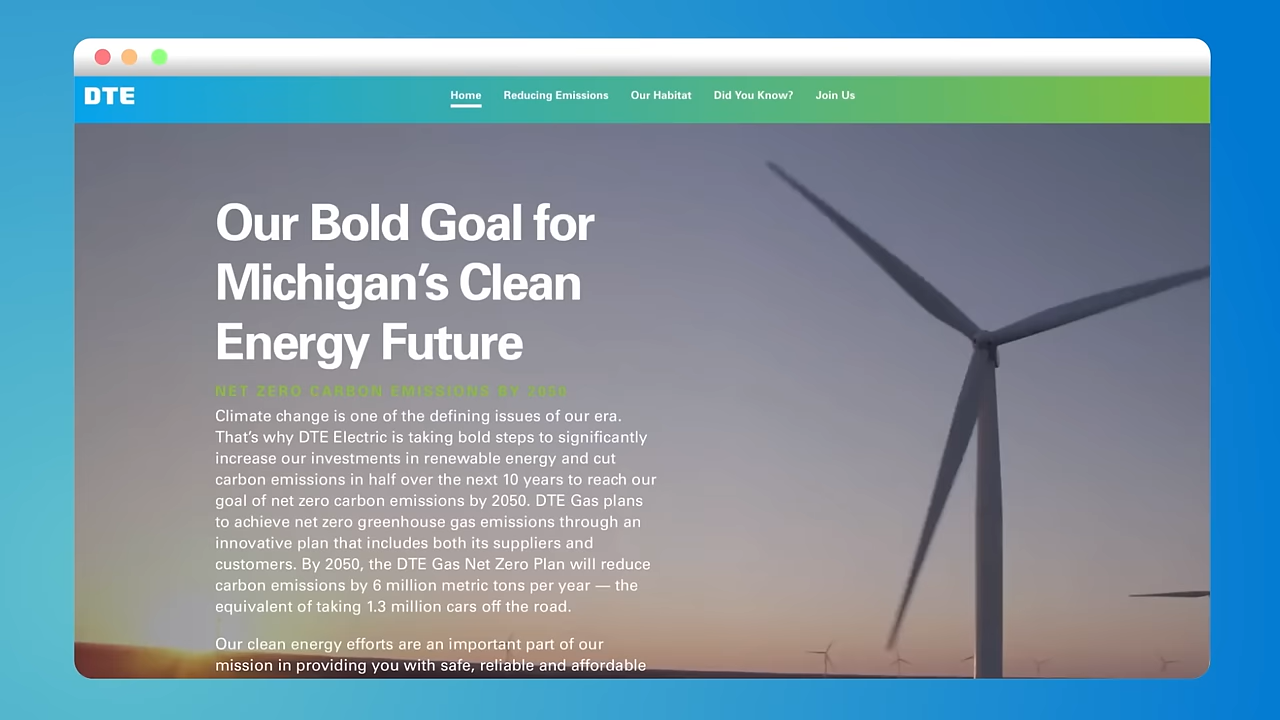 DTE
Home Reducing Emissions Our Habitat Did You Know? Join Us
Our Bold Goal for
Michigan's Clean
Energy Future
NET ZERO CARBON EMISSIONS BY 2050
Climate change is one of the defining issues of our era.
That's why DTE Electric is taking bold steps to significantly
increase our investments in renewable energy and cut
carbon emissions in half over the next 10 years to reach our
goal of net zero carbon emissions by 2050. DTE Gas plans
to achieve net zero greenhouse gas emissions through an
innovative plan that includes both its suppliers and
customers. By 2050, the DTE Gas Net Zero Plan will reduce
carbon emissions by 6 million metric tons per year — the
equivalent of taking 1.3 million cars off the road.
Our clean energy efforts are an important part of our
mission in providing you with safe, reliable and affordable